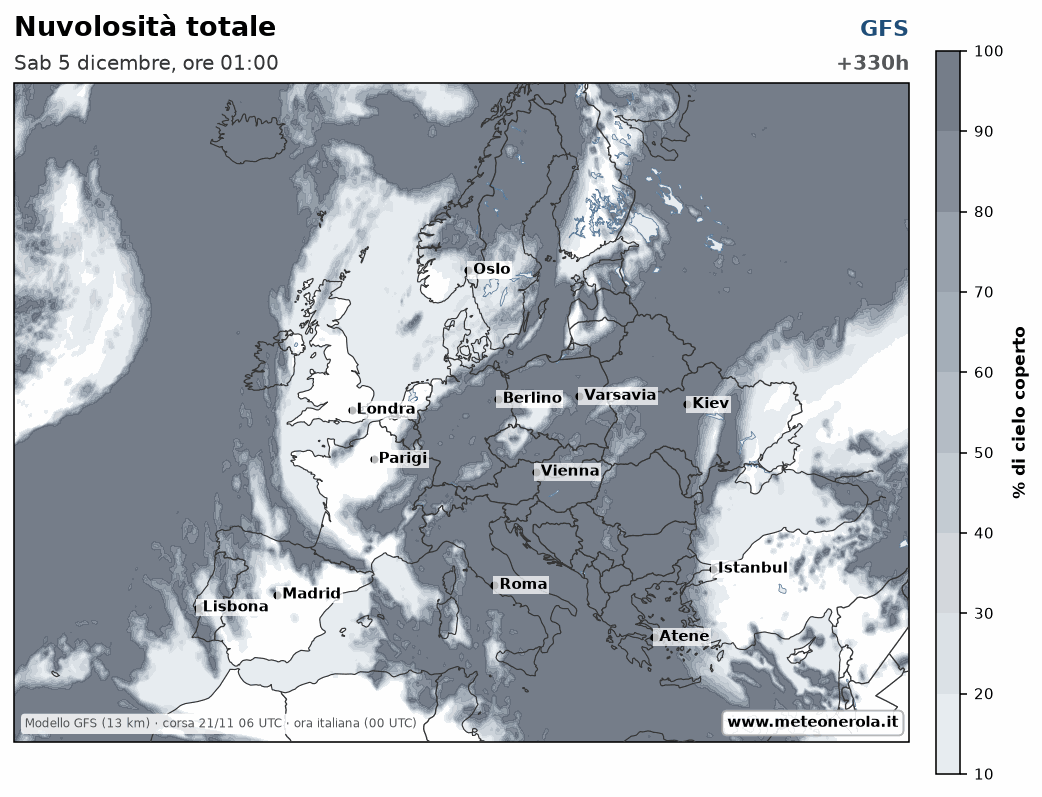 Nuvolosità totale
GFS
Sab 5 dicembre, ore 01:00
+330h
100
90
80
70
60
50
40
30
20
10
% di cielo coperto
Oslo
Berlino
Varsavia
Kiev
Londra
Parigi
Vienna
Istanbul
Roma
Madrid
Lisbona
Atene
Modello GFS (13 km) · corsa 21/11 06 UTC · ora italiana (00 UTC)
www.meteonerola.it